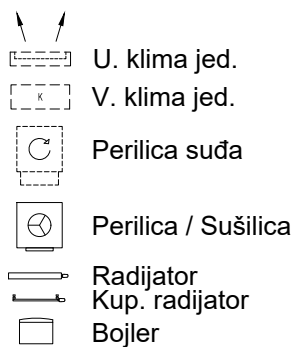 U. klima jed.
K V. klima jed.
Perilica suđa
Perilica / Sušilica
Radijator
Kup. radijator
Bojler